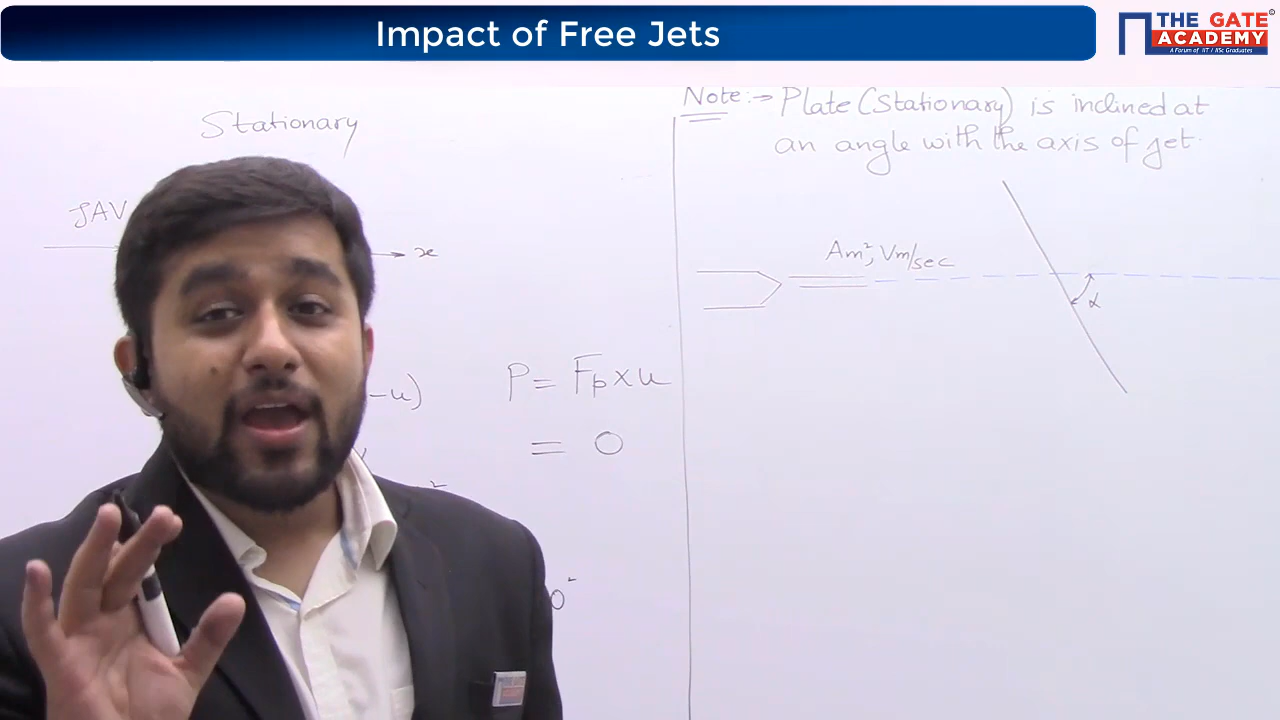 Impact of Free Jets
THE GATE
ACADEMY
A Forum of IIT / IISc Graduates
Stationary
ρAV
x
-u)
P = Fp × u
= 0
Note:→ Plate (Stationary) is inclined at
an angle with the axis of jet.
Am², Vm/sec
α